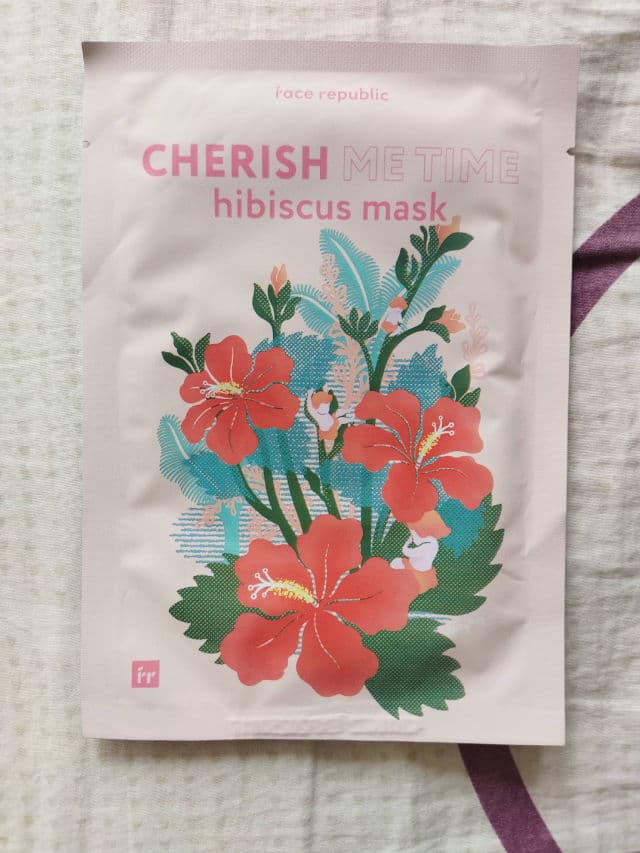 face republic
CHERISH ME TIME
hibiscus mask
fr